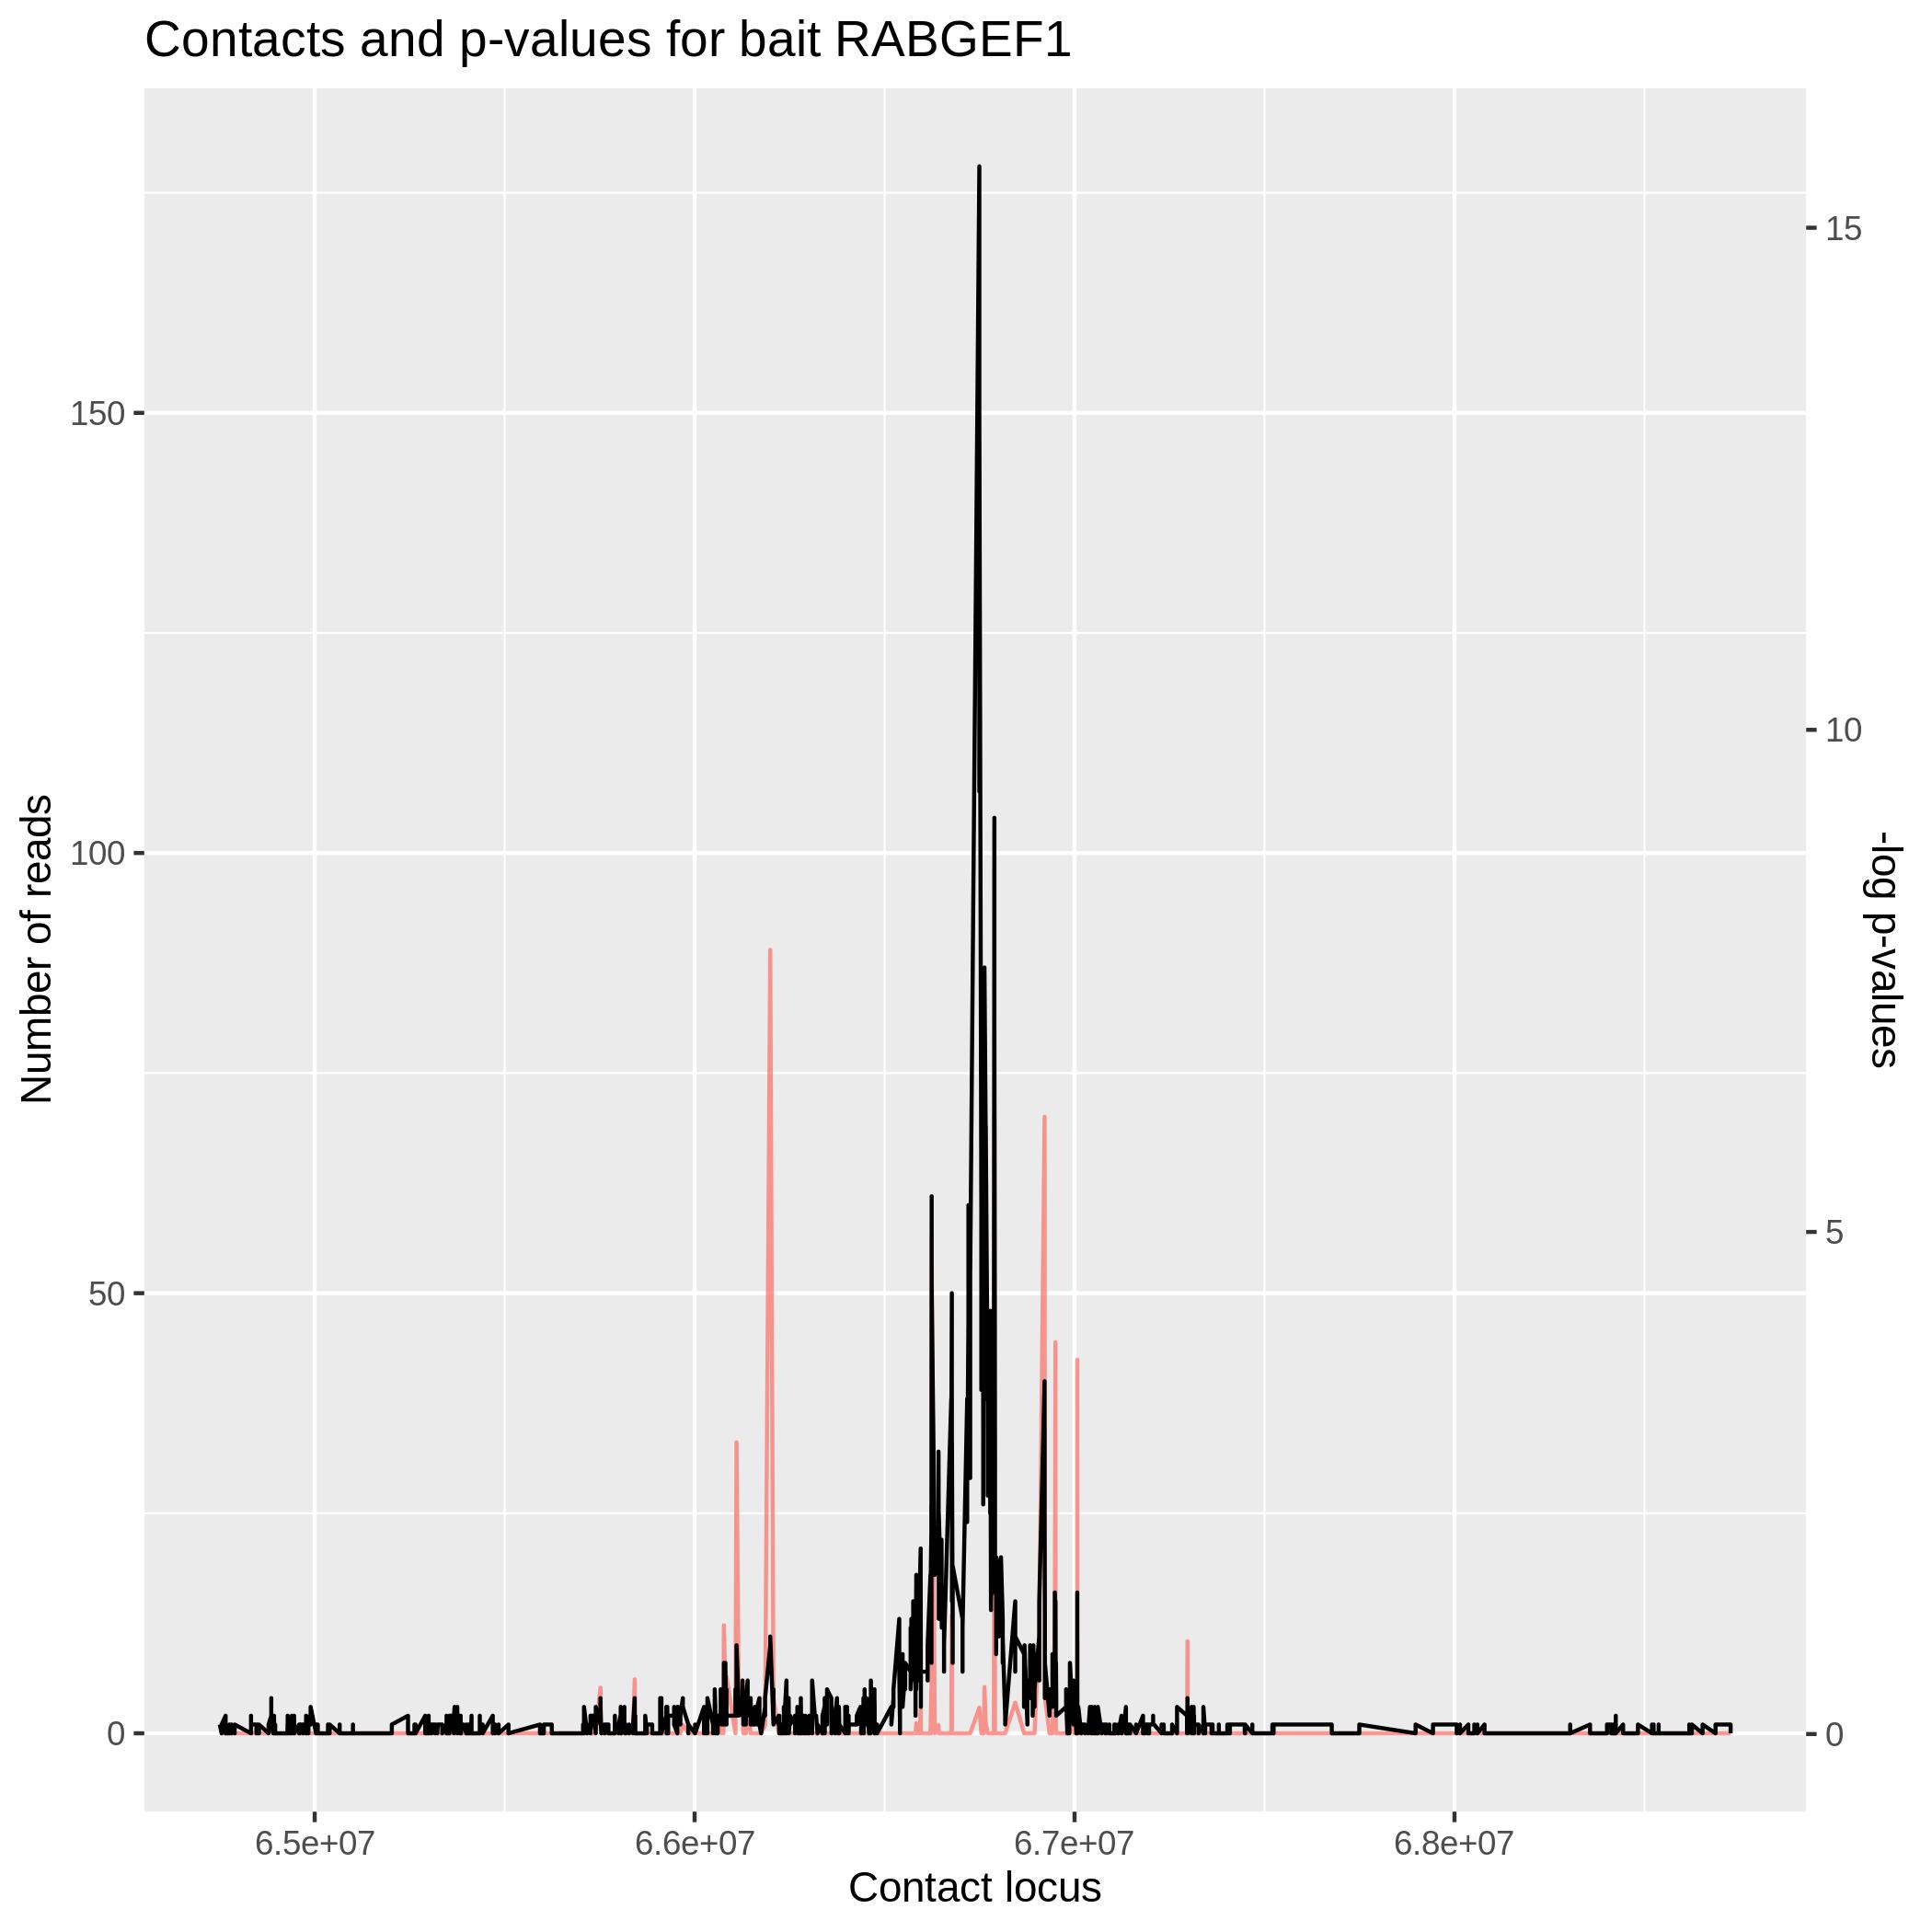 Contacts and p-values for bait RABGEF1
Number of reads
150
100
50
0
15
10
5
0
-log p-values
6.5e+07 6.6e+07 6.7e+07 6.8e+07
Contact locus